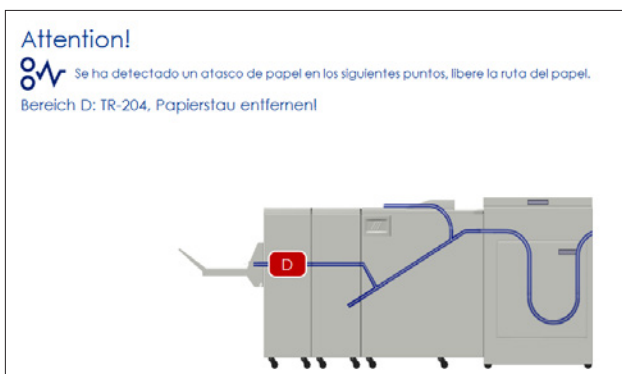 Attention!
Se ha detectado un atasco de papel en los siguientes puntos, libere la ruta del papel.
Bereich D: TR-204, Papierstau entfernen!
D